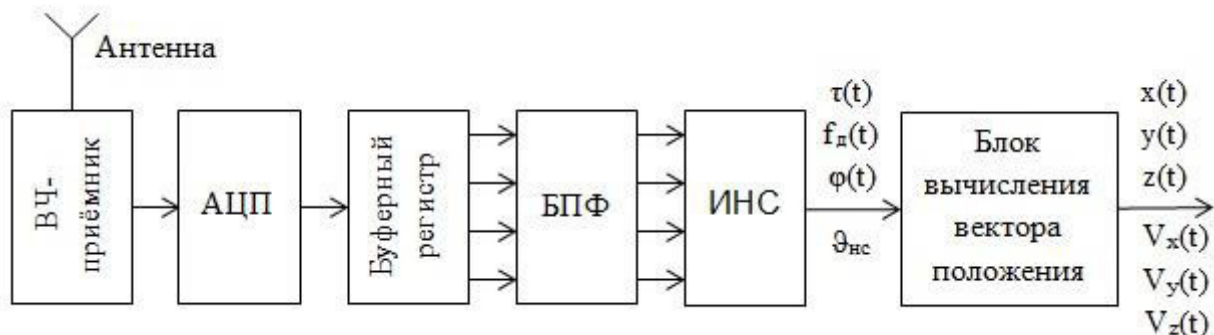 Антенна
ВЧ-
приёмник
АЦП
Буферный
регистр
БПФ
ИНС
τ(t)
fд(t)
φ(t)
ϑнс
Блок
вычисления
вектора
положения
x(t)
y(t)
z(t)
Vx(t)
Vy(t)
Vz(t)